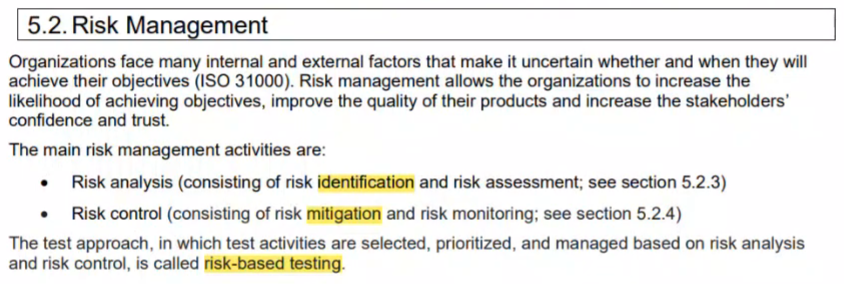 5.2. Risk Management
Organizations face many internal and external factors that make it uncertain whether and when they will
achieve their objectives (ISO 31000). Risk management allows the organizations to increase the
likelihood of achieving objectives, improve the quality of their products and increase the stakeholders'
confidence and trust.
The main risk management activities are:
• Risk analysis (consisting of risk identification and risk assessment; see section 5.2.3)
• Risk control (consisting of risk mitigation and risk monitoring; see section 5.2.4)
The test approach, in which test activities are selected, prioritized, and managed based on risk analysis
and risk control, is called risk-based testing.